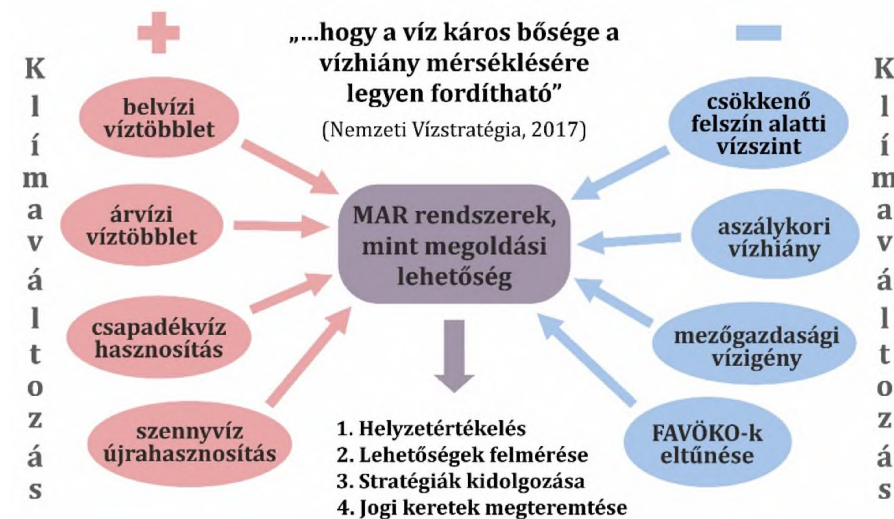 +
„...hogy a víz káros bősége a
vízhiány mérséklésére
legyen fordítható”
(Nemzeti Vízstratégia, 2017)
–
Klímaváltozás
belvízi
víztöbblet
árvízi
víztöbblet
csapadékvíz
hasznosítás
szennyvíz
újrahasznosítás
MAR rendszerek,
mint megoldási
lehetőség
1. Helyzetértékelés
2. Lehetőségek felmérése
3. Stratégiák kidolgozása
4. Jogi keretek megteremtése
csökkenő
felszín alatti
vízszint
aszálykori
vízhiány
mezőgazdasági
vízigény
FAVÖKO-k
eltűnése
Klímaváltozás